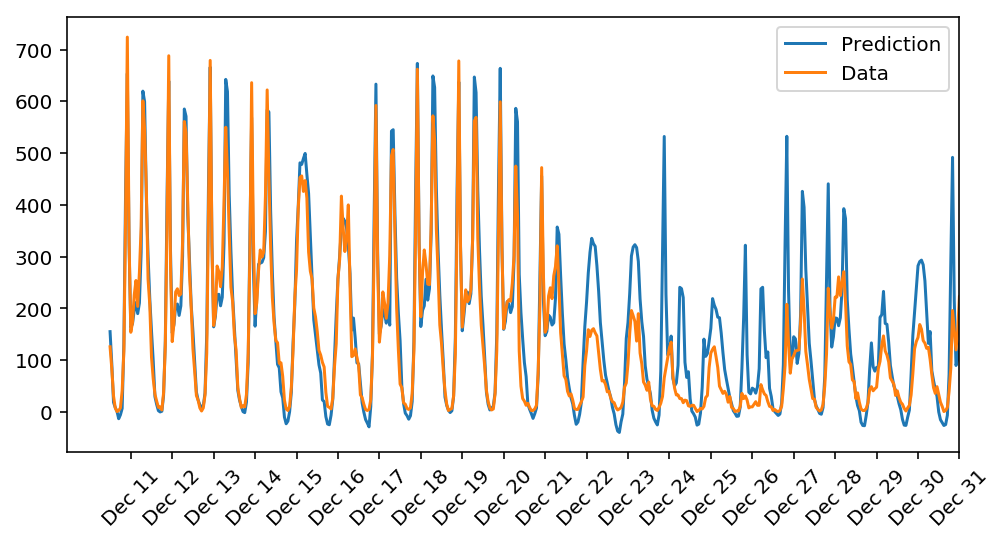 Prediction
Data
700
600
500
400
300
200
100
0
Dec 11
Dec 12
Dec 13
Dec 14
Dec 15
Dec 16
Dec 17
Dec 18
Dec 19
Dec 20
Dec 21
Dec 22
Dec 23
Dec 24
Dec 25
Dec 26
Dec 27
Dec 28
Dec 29
Dec 30
Dec 31